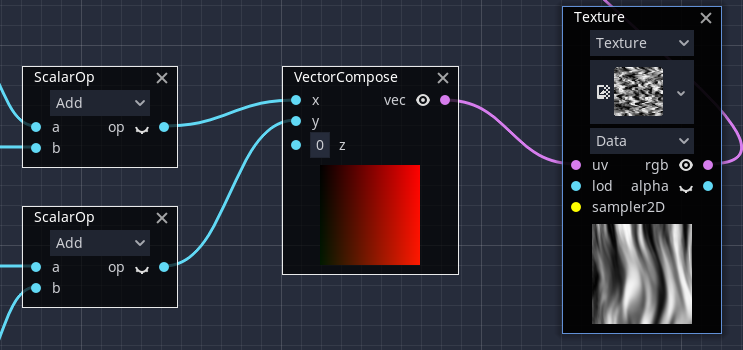 ScalarOp
Add
a op
b
ScalarOp
Add
a op
b
VectorCompose
x vec
y
0 z
Texture
Texture
Data
uv rgb
lod alpha
sampler2D